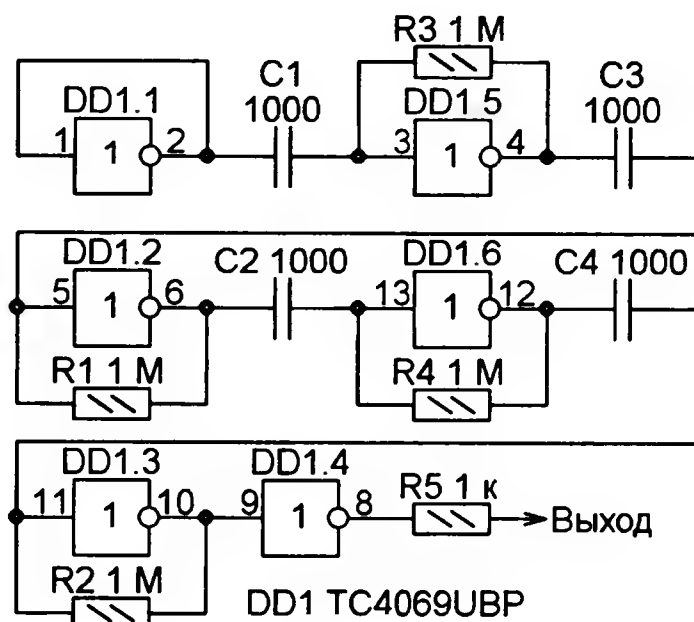 R3 1 М
C1
1000
C3
1000
DD1.1
DD1.5
1 1 2
3 1 4
DD1.2
C2 1000
DD1.6
C4 1000
5 1 6
13 1 12
R1 1 М
R4 1 М
DD1.3
DD1.4
R5 1 к
11 1 10
9 1 8
Выход
R2 1 М
DD1 TC4069UBP